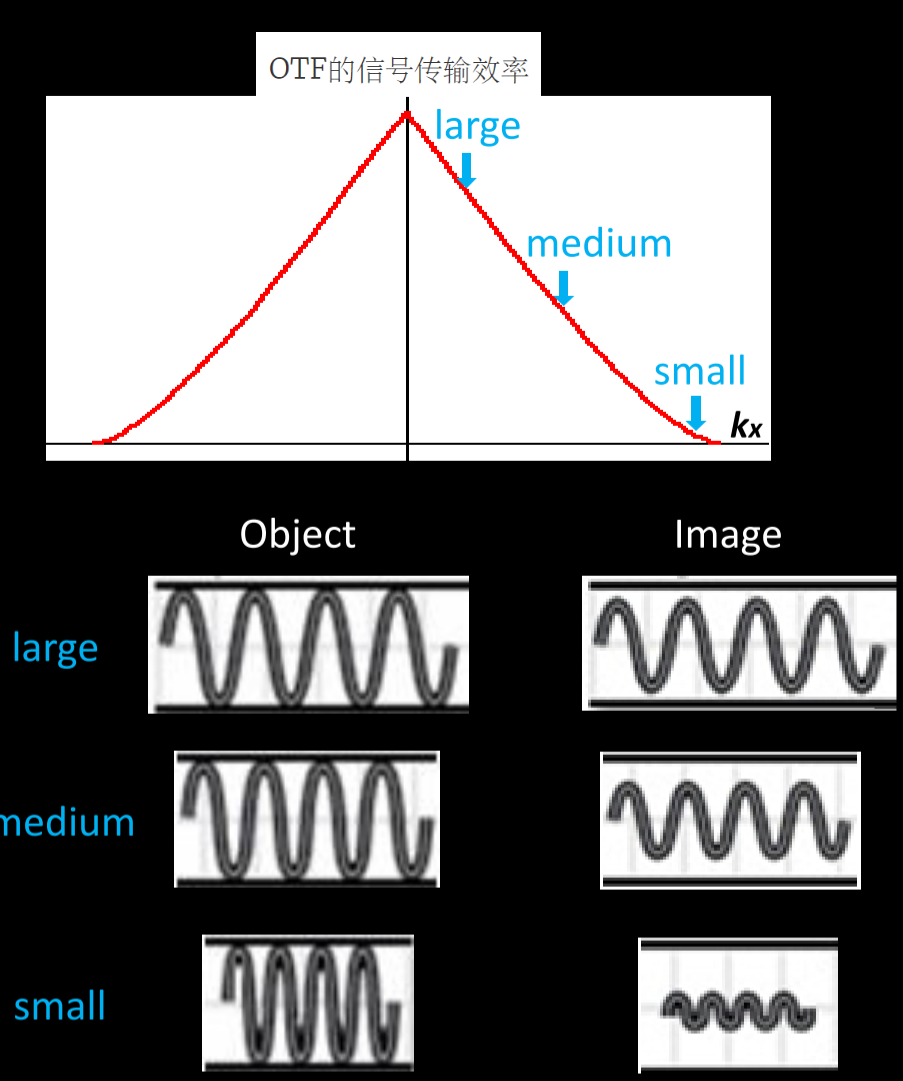 OTF的信号传输效率
large
medium
small
kx
Object Image
large
medium
small